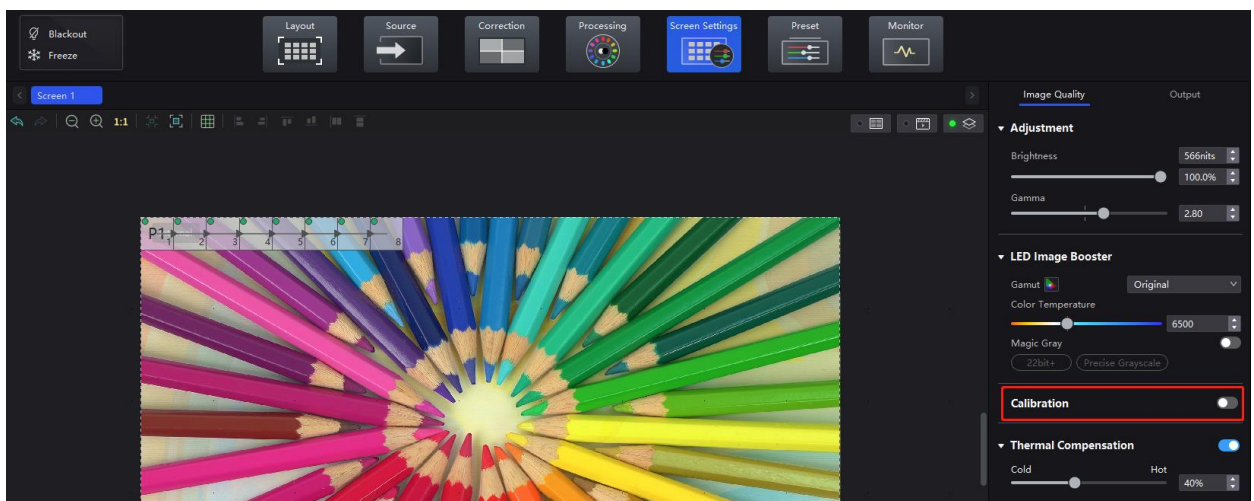 Blackout
Freeze
Layout
Source
Correction
Processing
Screen Settings
Preset
Monitor
Screen 1
1:1
Image Quality
Output
Adjustment
Brightness
566nits
100.0%
Gamma
2.80
LED Image Booster
Gamut
Original
Color Temperature
6500
Magic Gray
22bit+
Precise Grayscale
Calibration
Thermal Compensation
Cold
Hot
40%
P1
1 2 3 4 5 6 7 8